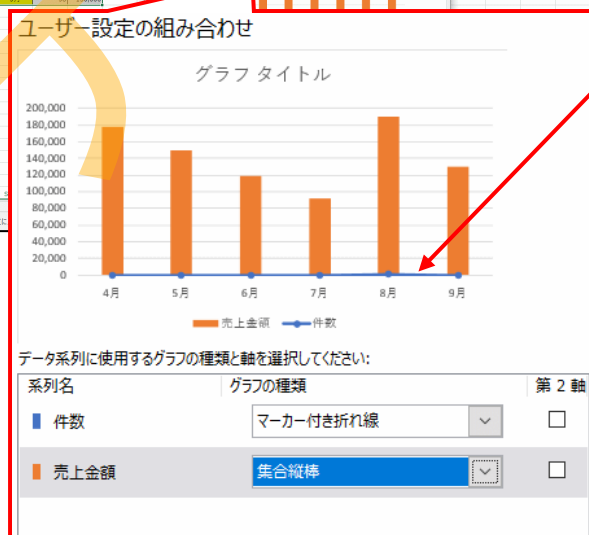 ユーザー設定の組み合わせ
グラフ タイトル
200,000
180,000
160,000
140,000
120,000
100,000
80,000
60,000
40,000
20,000
0
4月 5月 6月 7月 8月 9月
売上金額 件数
データ系列に使用するグラフの種類と軸を選択してください:
系列名 グラフの種類 第 2 軸
件数 マーカー付き折れ線
売上金額 集合縦棒